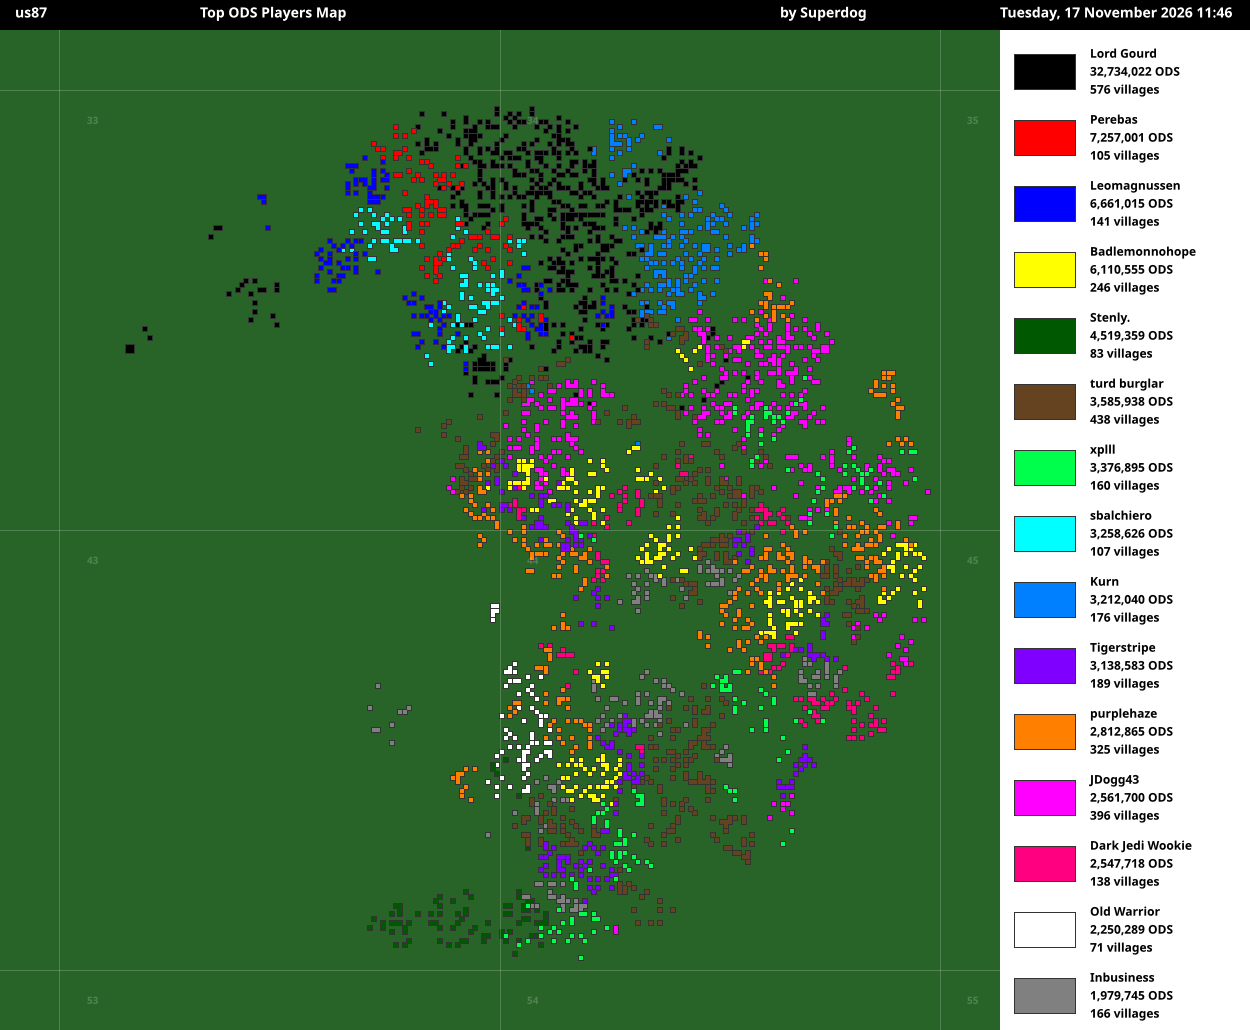 us87 Top ODS Players Map by Superdog Tuesday, 17 November 2026 11:46
33 34 35
43 44 45
53 54 55
Lord Gourd
32,734,022 ODS
576 villages
Perebas
7,257,001 ODS
105 villages
Leomagnussen
6,661,015 ODS
141 villages
Badlemonnohope
6,110,555 ODS
246 villages
Stenly.
4,519,359 ODS
83 villages
turd burglar
3,585,938 ODS
438 villages
xplll
3,376,895 ODS
160 villages
sbalchiero
3,258,626 ODS
107 villages
Kurn
3,212,040 ODS
176 villages
Tigerstripe
3,138,583 ODS
189 villages
purplehaze
2,812,865 ODS
325 villages
JDogg43
2,561,700 ODS
396 villages
Dark Jedi Wookie
2,547,718 ODS
138 villages
Old Warrior
2,250,289 ODS
71 villages
Inbusiness
1,979,745 ODS
166 villages